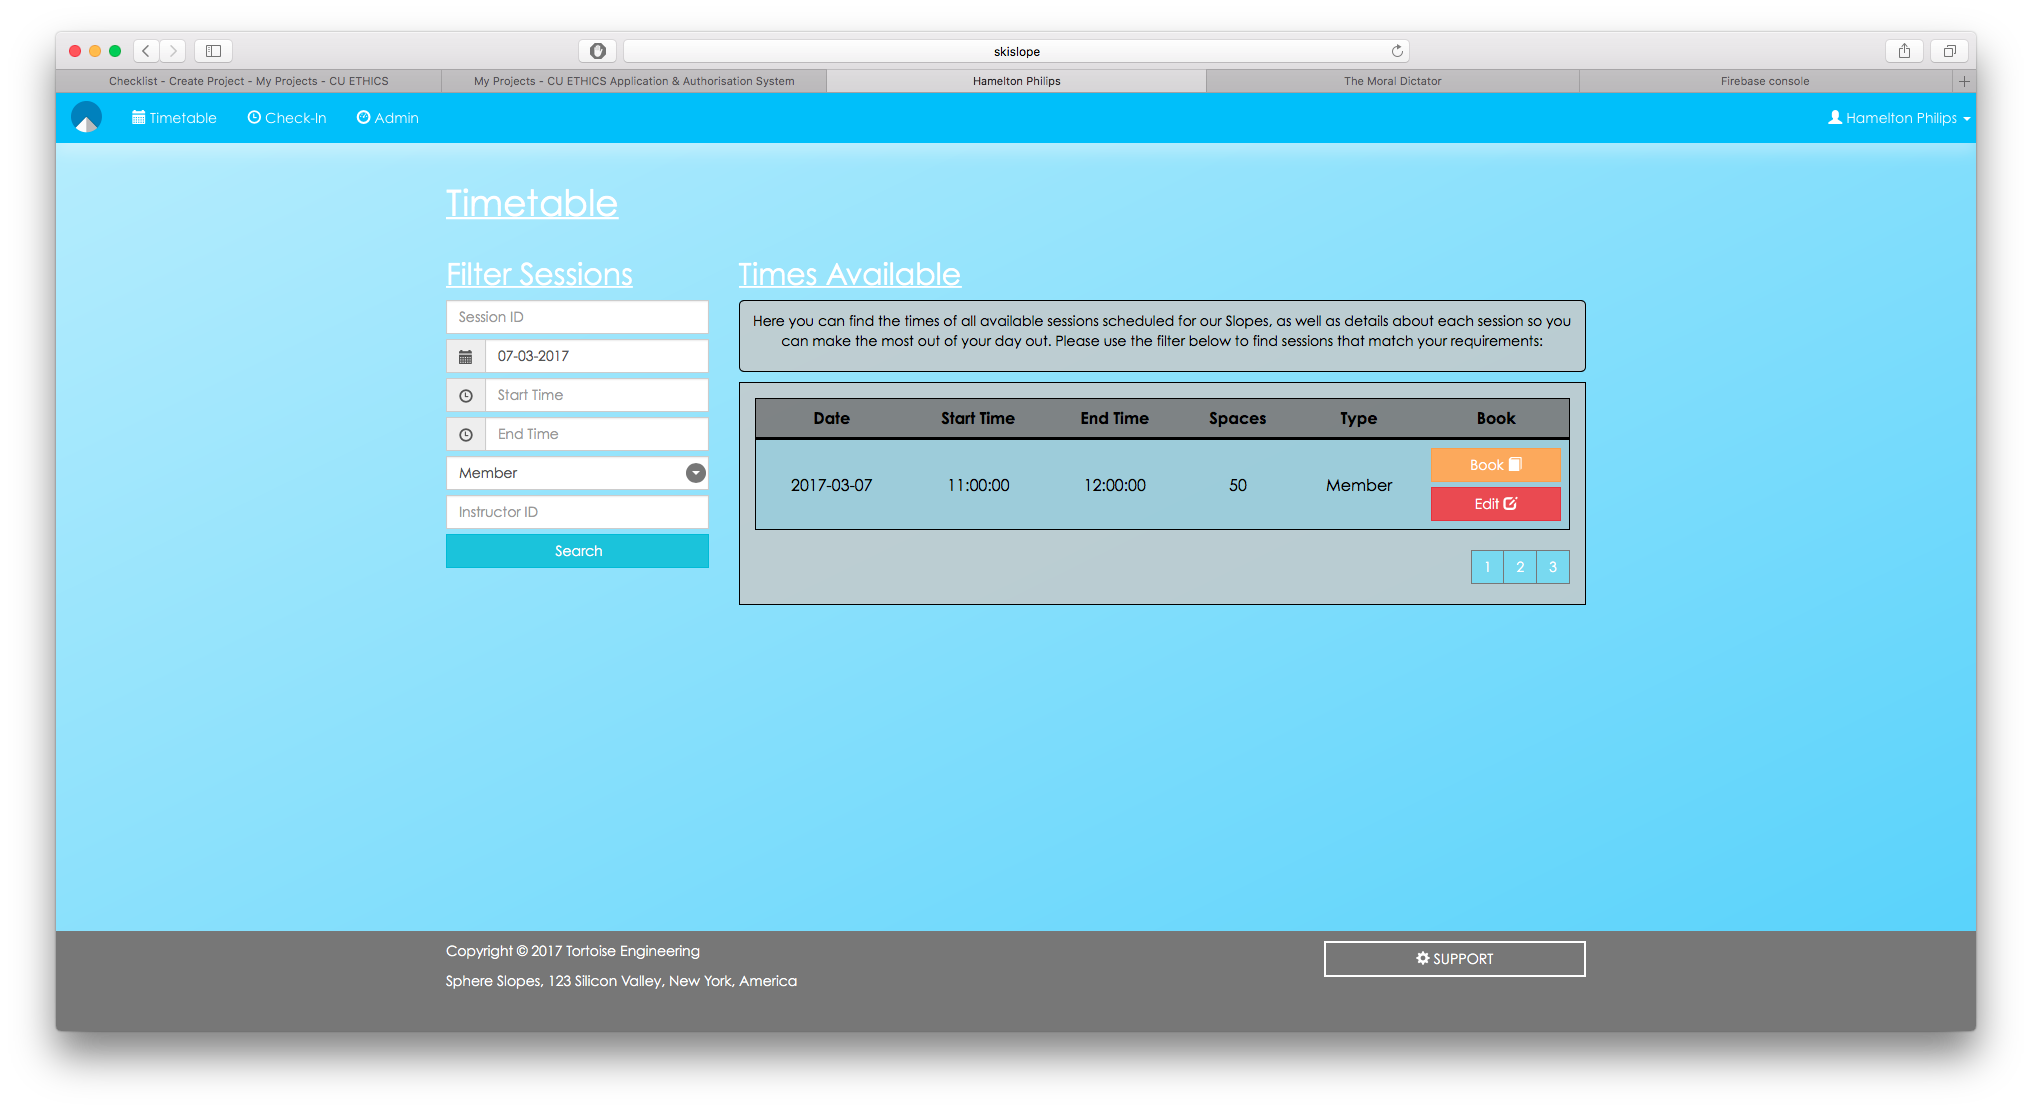 skislope
Checklist - Create Project - My Projects - CU ETHICS
My Projects - CU ETHICS Application & Authorisation System
Hamelton Philips
The Moral Dictator
Firebase console
Timetable
Check-In
Admin
Hamelton Philips
Timetable
Filter Sessions
Session ID
07-03-2017
Start Time
End Time
Member
Instructor ID
Search
Times Available
Here you can find the times of all available sessions scheduled for our Slopes, as well as details about each session so you
can make the most out of your day out. Please use the filter below to find sessions that match your requirements:
Date Start Time End Time Spaces Type Book
2017-03-07 11:00:00 12:00:00 50 Member
Book
Edit
1 2 3
Copyright © 2017 Tortoise Engineering
Sphere Slopes, 123 Silicon Valley, New York, America
SUPPORT